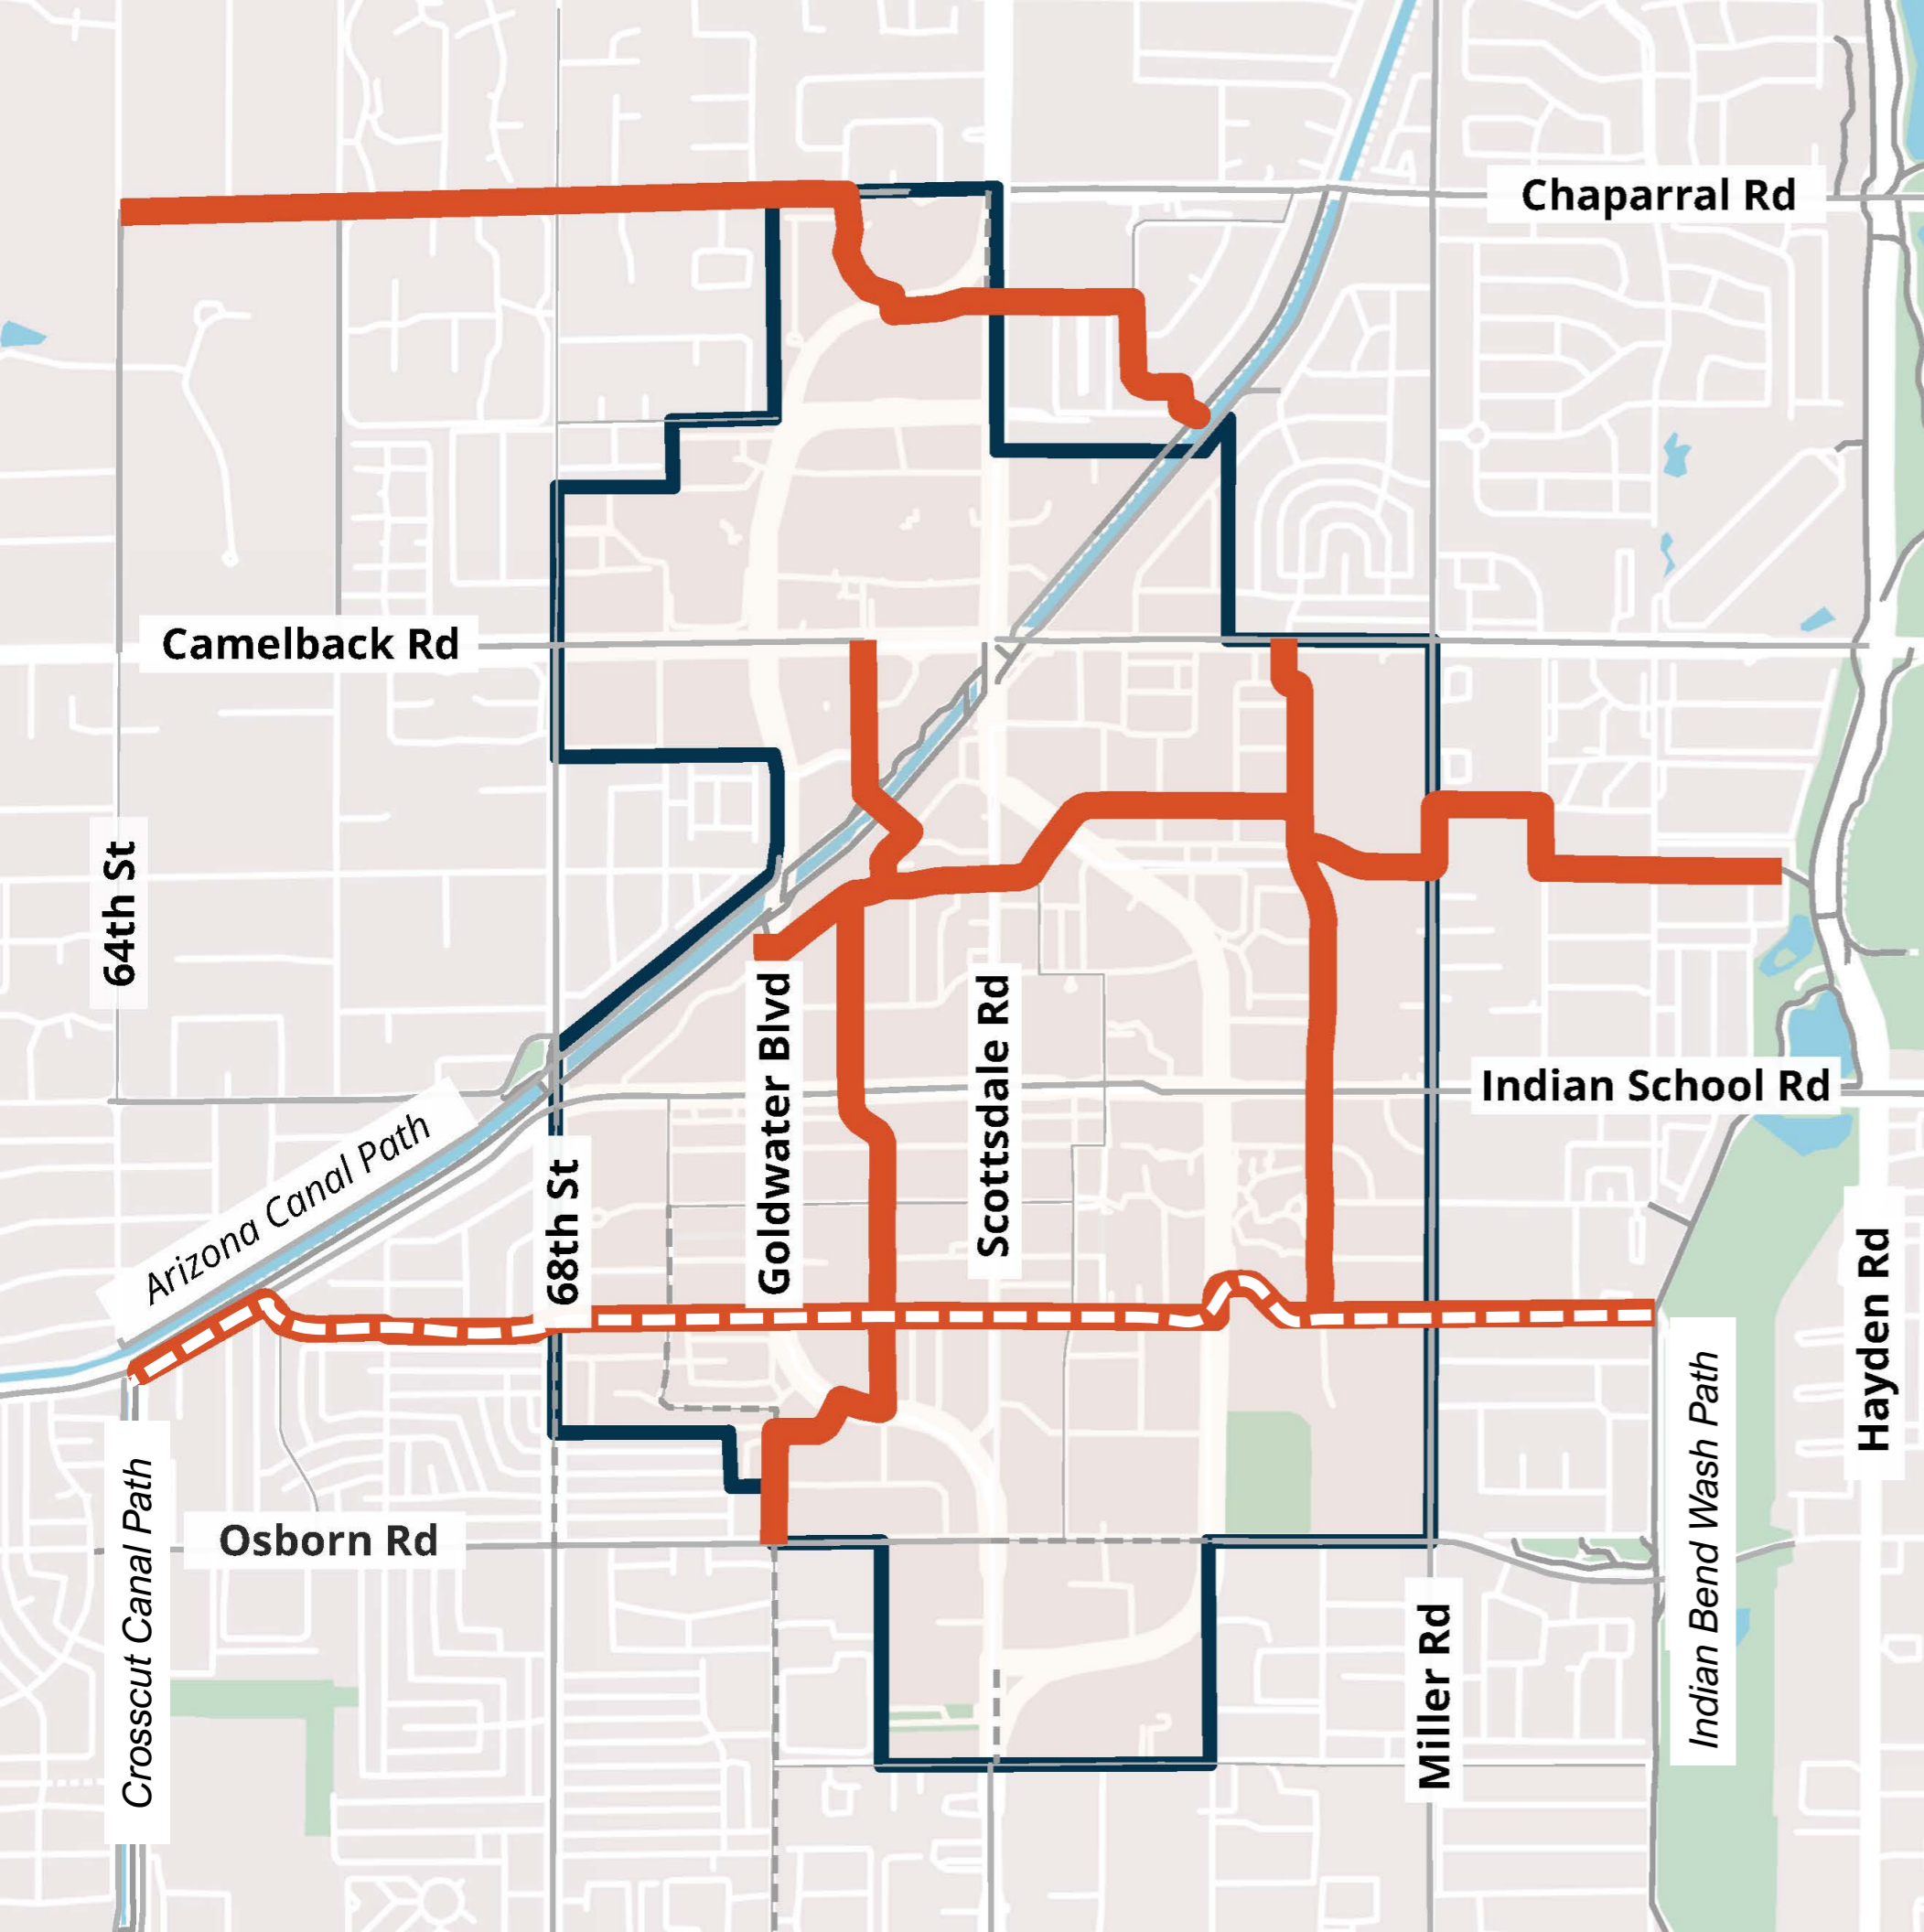 Chaparral Rd
Camelback Rd
64th St
Goldwater Blvd
Scottsdale Rd
Indian School Rd
Arizona Canal Path
68th St
Hayden Rd
Indian Bend Wash Path
Crosscut Canal Path
Osborn Rd
Miller Rd